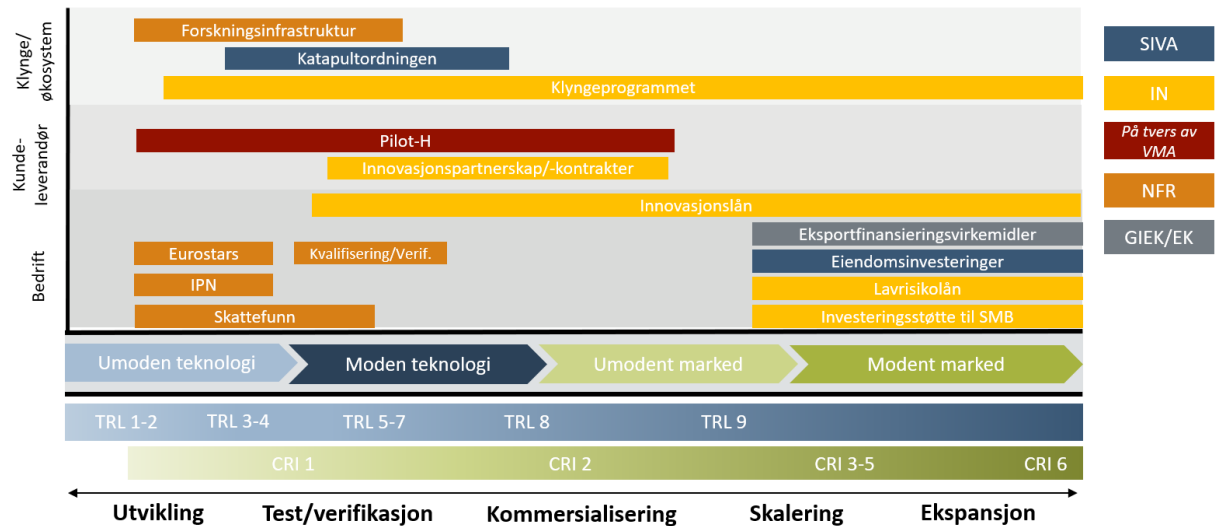 Klynge/
økosystem
Forskningsinfrastruktur
Katapultordningen
Klyngeprogrammet
Kunde-
leverandør
Pilot-H
Innovasjonspartnerskap/-kontrakter
Bedrift
Innovasjonslån
Eksportfinansieringsvirkemidler
Eurostars
Kvalifisering/Verif.
Eiendomsinvesteringer
IPN
Lavrisikolån
Skattefunn
Investeringsstøtte til SMB
SIVA
IN
På tvers av
VMA
NFR
GIEK/EK
Umoden teknologi
Moden teknologi
Umodent marked
Modent marked
TRL 1-2
TRL 3-4
TRL 5-7
TRL 8
TRL 9
CRI 1
CRI 2
CRI 3-5
CRI 6
Utvikling
Test/verifikasjon
Kommersialisering
Skalering
Ekspansjon